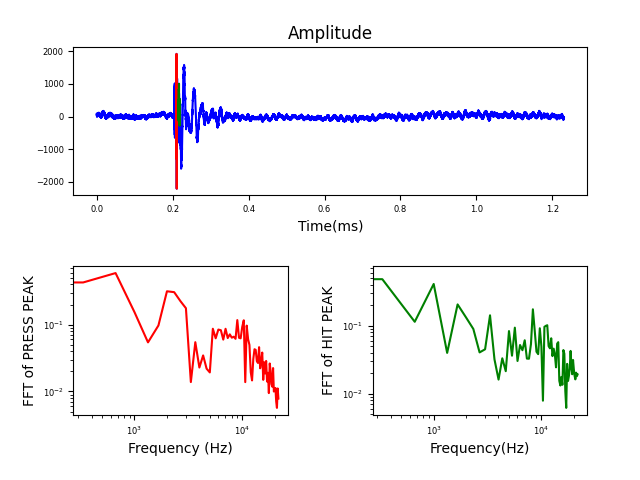 Amplitude
2000
1000
0
−1000
−2000
0.0 0.2 0.4 0.6 0.8 1.0 1.2
Time(ms)
FFT of PRESS PEAK
10⁻¹
10⁻²
10³ 10⁴
Frequency (Hz)
FFT of HIT PEAK
10⁻¹
10⁻²
10³ 10⁴
Frequency(Hz)